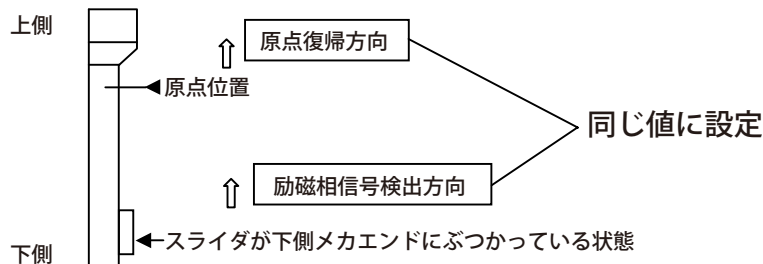 上側
原点復帰方向
原点位置
同じ値に設定
励磁相信号検出方向
スライダが下側メカエンドにぶつかっている状態
下側